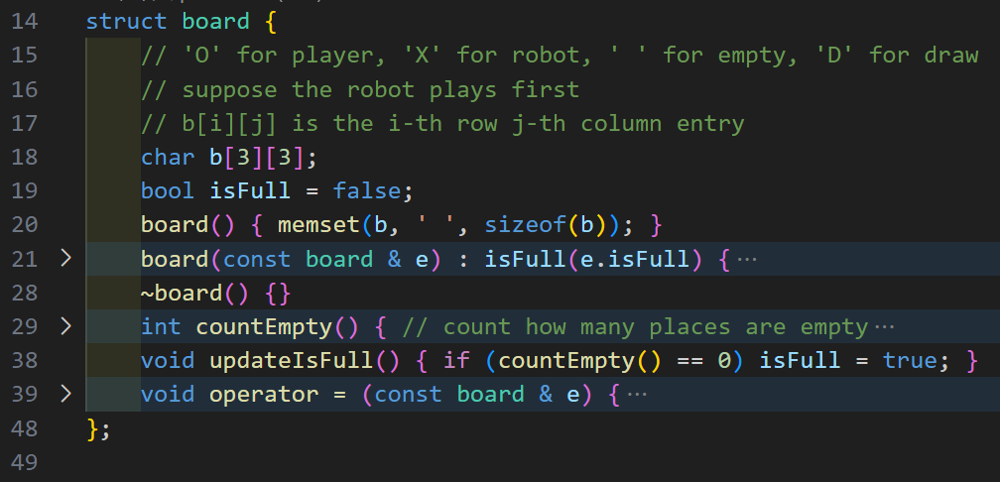 14 struct board {
15 // 'O' for player, 'X' for robot, ' ' for empty, 'D' for draw
16 // suppose the robot plays first
17 // b[i][j] is the i-th row j-th column entry
18 char b[3][3];
19 bool isFull = false;
20 board() { memset(b, ' ', sizeof(b)); }
21 board(const board & e) : isFull(e.isFull) {…
28 ~board() {}
29 int countEmpty() { // count how many places are empty…
38 void updateIsFull() { if (countEmpty() == 0) isFull = true; }
39 void operator = (const board & e) {…
48 };
49